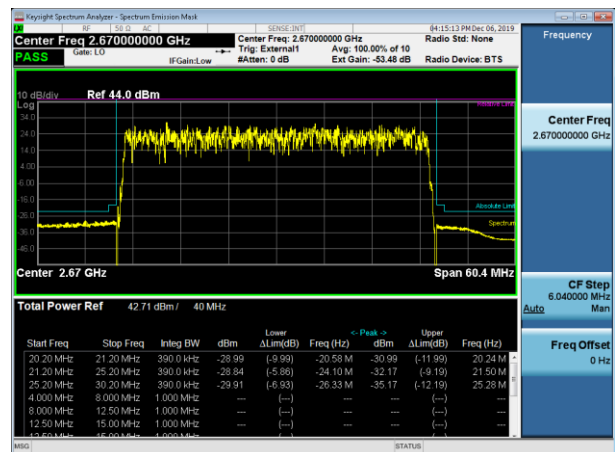 Keysight Spectrum Analyzer - Spectrum Emission Mask
RF 50 Ω AC SENSE:INT 04:15:13 PM Dec 06, 2019
Center Freq 2.670000000 GHz Center Freq: 2.670000000 GHz Radio Std: None Frequency
Gate: LO Trig: External1 Avg: 100.00% of 10
PASS IFGain:Low #Atten: 0 dB Ext Gain: -53.48 dB Radio Device: BTS
10 dB/div Ref 44.0 dBm
Log
34.0
24.0
14.0
4.00
-6.00
-16.0
-26.0
-36.0
-46.0
Relative Limit
Absolute Limit
Spectrum
Center 2.67 GHz Span 60.4 MHz
Center Freq
2.670000000 GHz
CF Step
6.040000 MHz
Auto Man
Freq Offset
0 Hz
Total Power Ref 42.71 dBm / 40 MHz
Lower <- Peak -> Upper
Start Freq Stop Freq Integ BW dBm ΔLim(dB) Freq (Hz) dBm ΔLim(dB) Freq (Hz)
20.20 MHz 21.20 MHz 390.0 kHz -28.99 (-9.99) -20.58 M -30.99 (-11.99) 20.24 M
21.20 MHz 25.20 MHz 390.0 kHz -28.84 (-5.86) -24.10 M -32.17 (-9.19) 21.50 M
25.20 MHz 30.20 MHz 390.0 kHz -29.91 (-6.93) -26.33 M -35.17 (-12.19) 25.28 M
4.000 MHz 8.000 MHz 1.000 MHz --- (---) --- --- (---) ---
8.000 MHz 12.50 MHz 1.000 MHz --- (---) --- --- (---) ---
12.50 MHz 15.00 MHz 1.000 MHz --- (---) --- --- (---) ---
MSG STATUS